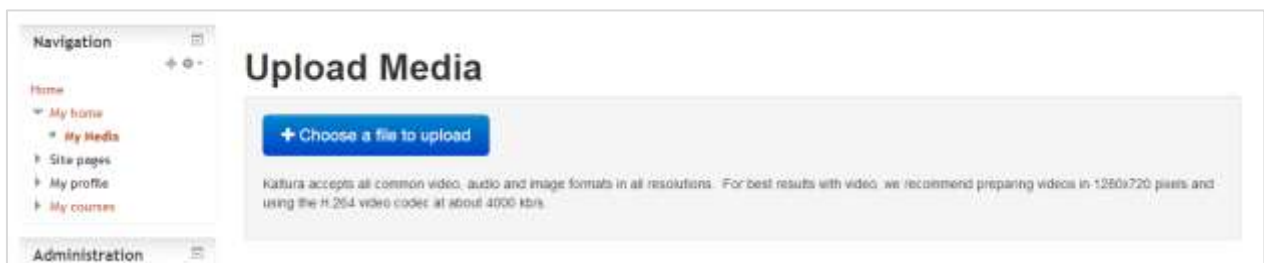 Navigation
Home
My home
My Media
Site pages
My profile
My courses
Administration
Upload Media
+ Choose a file to upload
Kaltura accepts all common video, audio and image formats in all resolutions. For best results with video, we recommend preparing videos in 1280x720 pixels and
using the H.264 video codec at about 4000 kb/s.